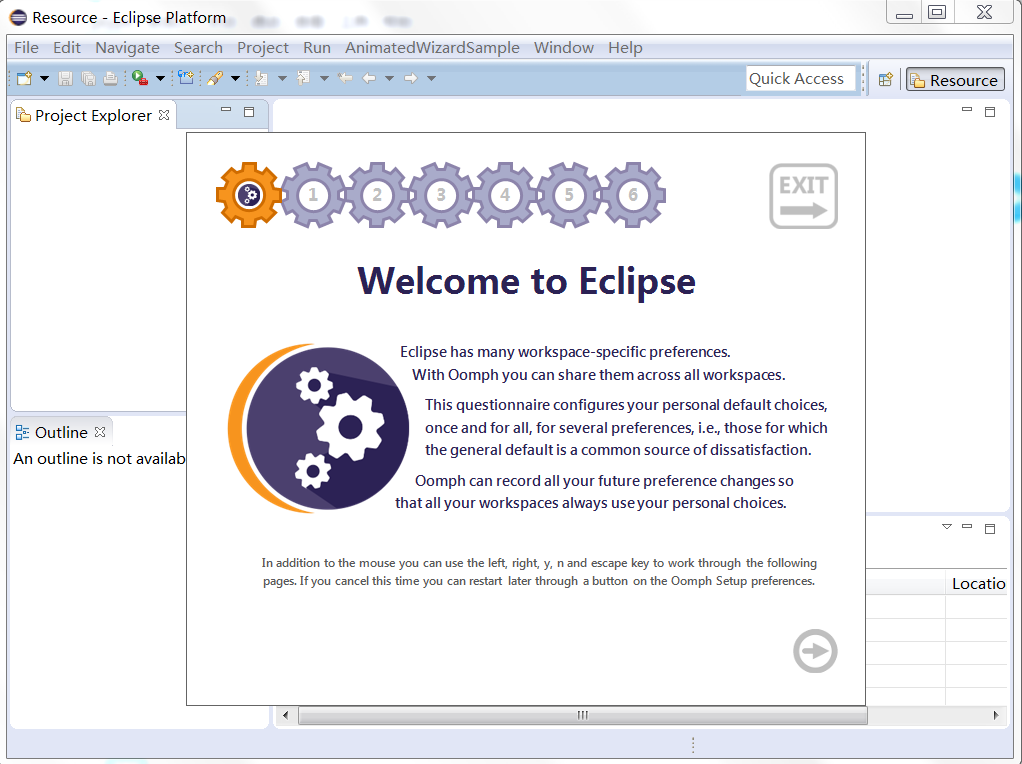 Resource - Eclipse Platform
File Edit Navigate Search Project Run AnimatedWizardSample Window Help
Quick Access
Resource
Project Explorer
1 2 3 4 5 6
EXIT
Welcome to Eclipse
Eclipse has many workspace-specific preferences.
With Oomph you can share them across all workspaces.
This questionnaire configures your personal default choices,
once and for all, for several preferences, i.e., those for which
the general default is a common source of dissatisfaction.
Oomph can record all your future preference changes so
that all your workspaces always use your personal choices.
Outline
An outline is not availab
In addition to the mouse you can use the left, right, y, n and escape key to work through the following
pages. If you cancel this time you can restart later through a button on the Oomph Setup preferences.
Locatio